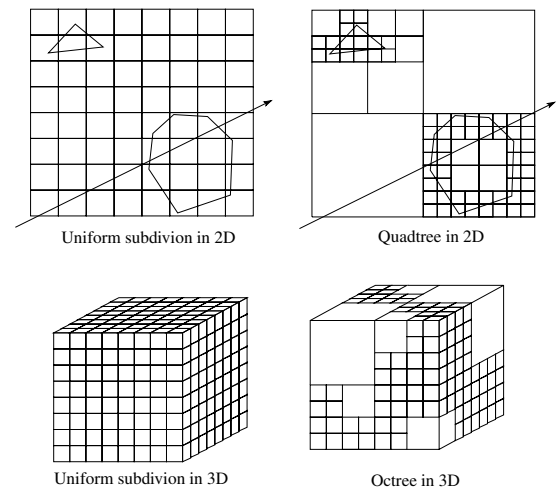 Uniform subdivion in 2D
Quadtree in 2D
Uniform subdivion in 3D
Octree in 3D